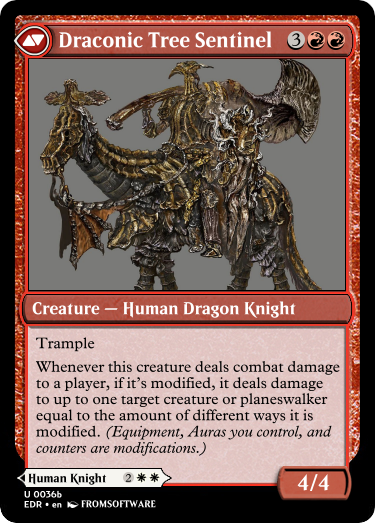 Draconic Tree Sentinel 3
Creature — Human Dragon Knight
Trample
Whenever this creature deals combat damage
to a player, if it's modified, it deals damage
to up to one target creature or planeswalker
equal to the amount of different ways it is
modified. (Equipment, Auras you control, and
counters are modifications.)
Human Knight 2
4/4
U 0036b
EDR • en FROMSOFTWARE